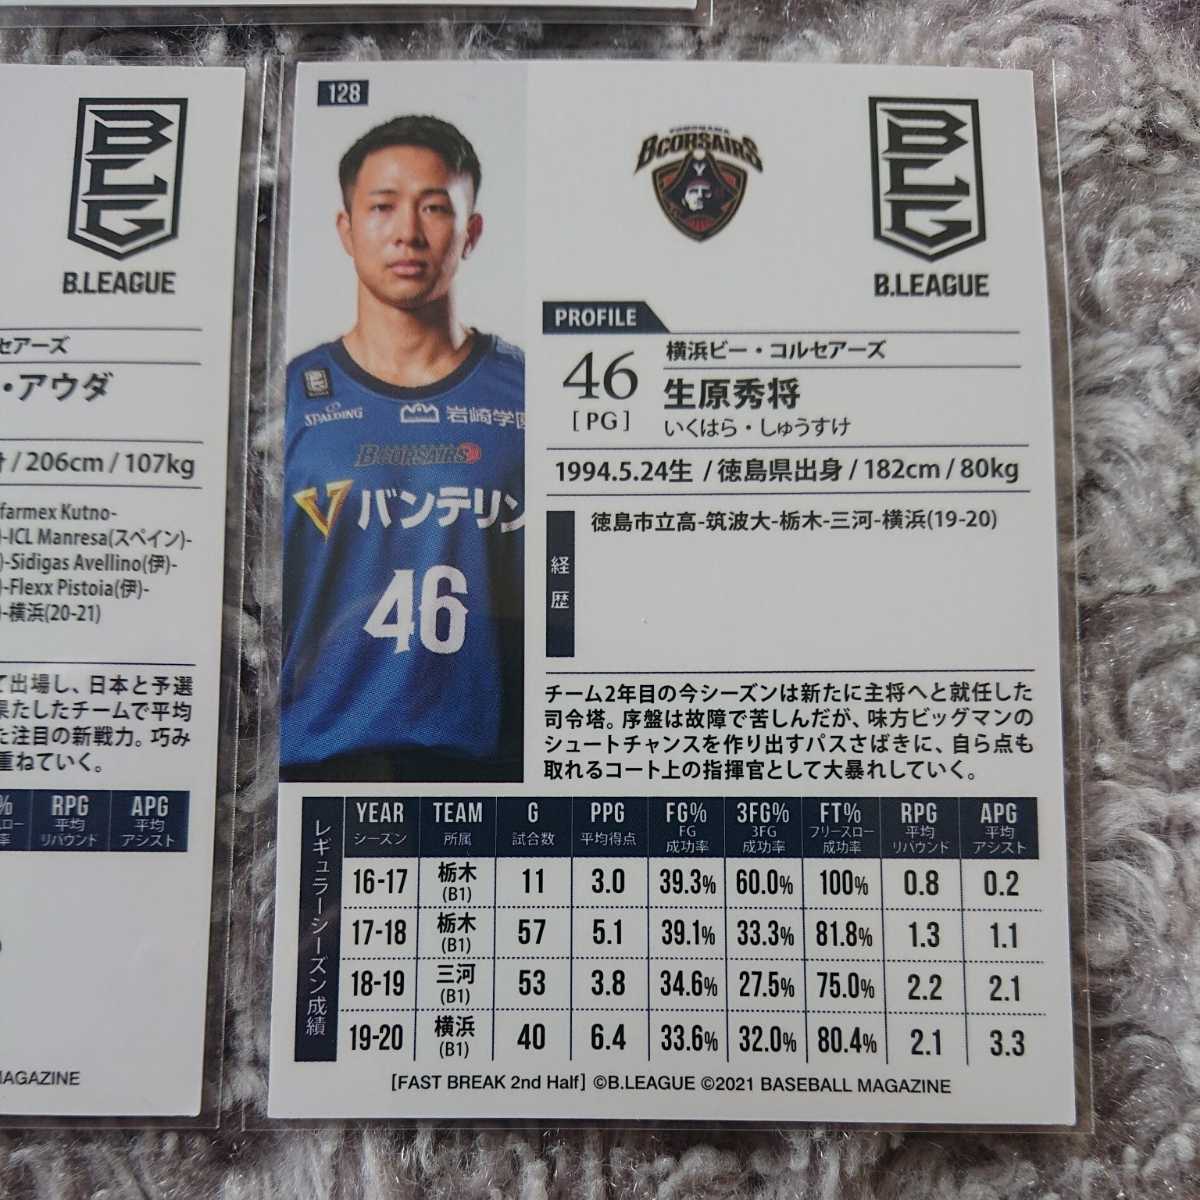 BLG
B.LEAGUE
セアーズ
・アウダ
/ 206cm / 107kg
farmex Kutno-
-ICL Manresa(スペイン)-
-Sidigas Avellino(伊)-
-Flexx Pistoia(伊)-
-横浜(20-21)
て出場し、日本と予選
果たしたチームで平均
た注目の新戦力。巧み
重ねていく。
% RPG APG
ロー 平均 平均
率 リバウンド アシスト
MAGAZINE
128
YOKOHAMA
BCORSAIRS
BLG
B.LEAGUE
SPALDING
岩崎学園
BCORSAIRS
バンテリン
46
PROFILE
46
[PG]
横浜ビー・コルセアーズ
生原秀将
いくはら・しゅうすけ
1994.5.24生 / 徳島県出身 / 182cm / 80kg
経歴
徳島市立高-筑波大-栃木-三河-横浜(19-20)
チーム2年目の今シーズンは新たに主将へと就任した
司令塔。序盤は故障で苦しんだが、味方ビッグマンの
シュートチャンスを作り出すパスさばきに、自ら点も
取れるコート上の指揮官として大暴れしていく。
レギュラーシーズン成績
YEAR TEAM G PPG FG% 3FG% FT% RPG APG
シーズン 所属 試合数 平均得点 FG成功率 3FG成功率 フリースロー成功率 平均リバウンド 平均アシスト
16-17 栃木(B1) 11 3.0 39.3% 60.0% 100% 0.8 0.2
17-18 栃木(B1) 57 5.1 39.1% 33.3% 81.8% 1.3 1.1
18-19 三河(B1) 53 3.8 34.6% 27.5% 75.0% 2.2 2.1
19-20 横浜(B1) 40 6.4 33.6% 32.0% 80.4% 2.1 3.3
[FAST BREAK 2nd Half] ©B.LEAGUE ©2021 BASEBALL MAGAZINE